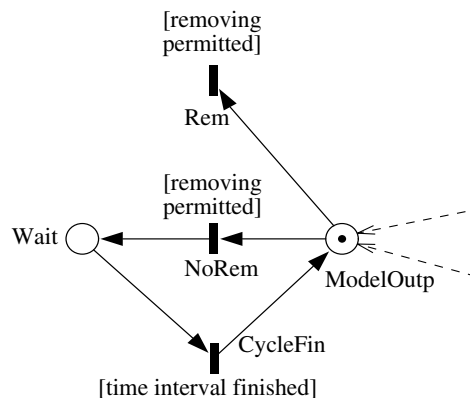 [removing
permitted]
Rem
[removing
permitted]
Wait
NoRem
ModelOutp
CycleFin
[time interval finished]